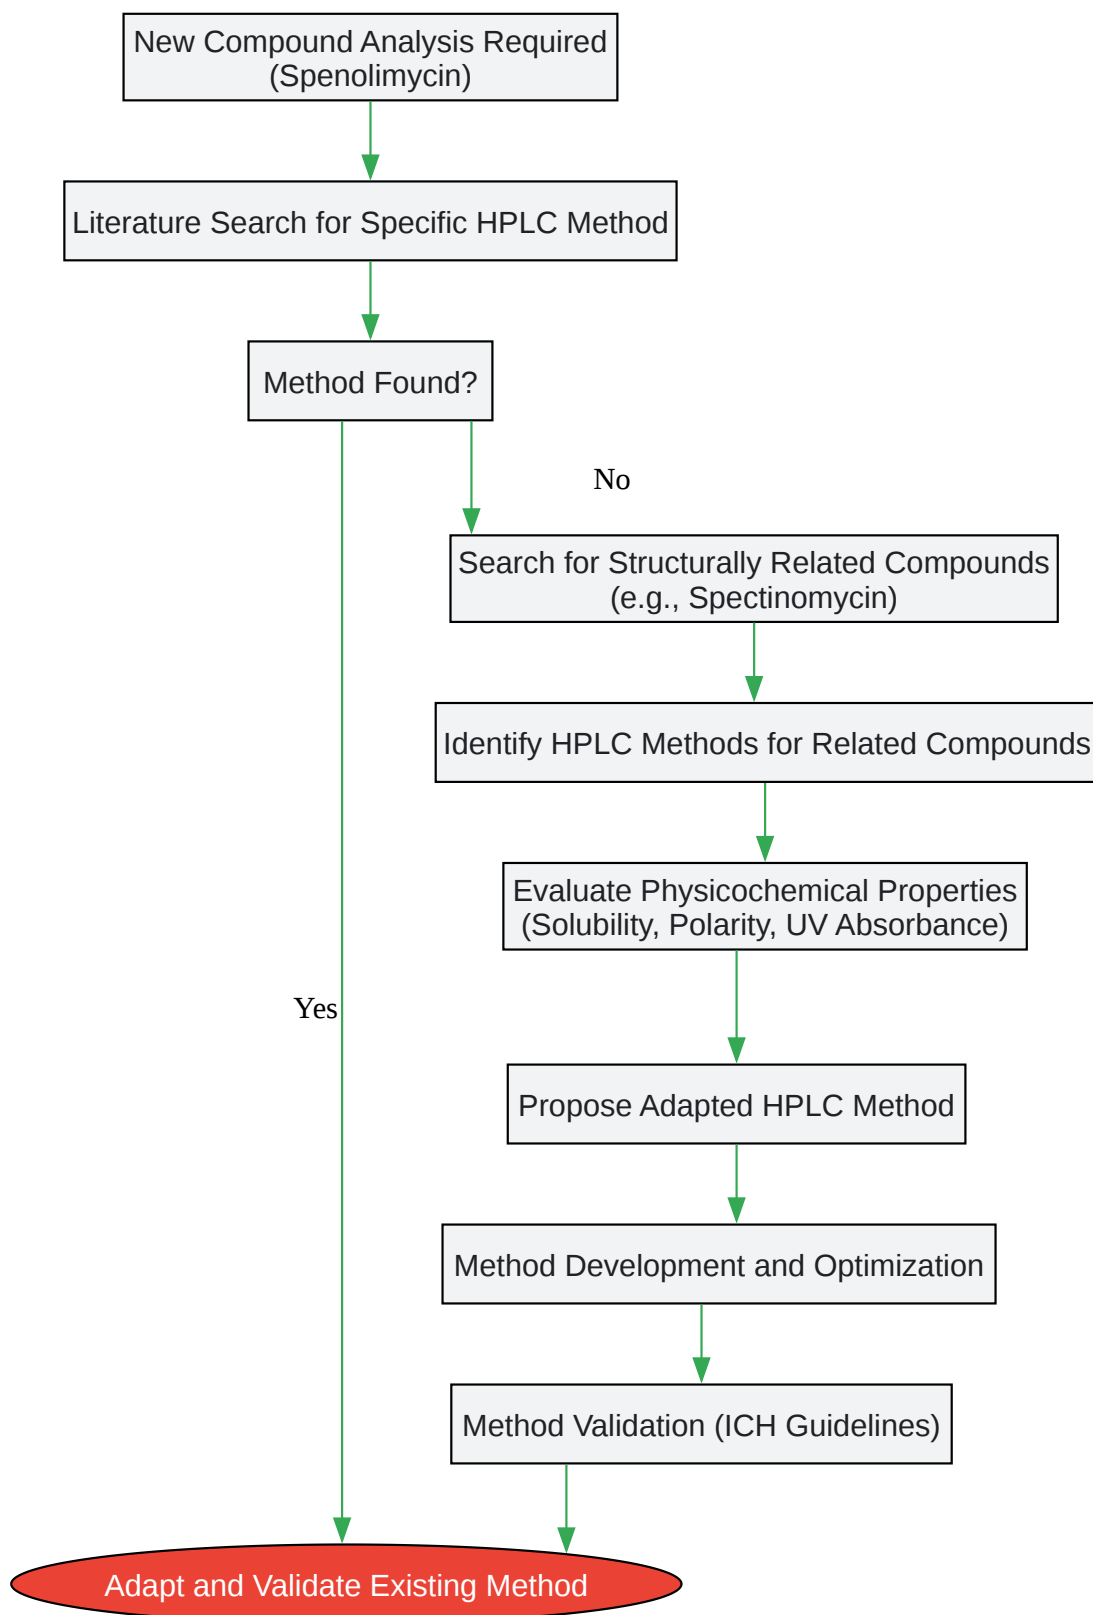 New Compound Analysis Required
(Spenolimycin)
Literature Search for Specific HPLC Method
Method Found?
No
Search for Structurally Related Compounds
(e.g., Spectinomycin)
Identify HPLC Methods for Related Compounds
Evaluate Physicochemical Properties
(Solubility, Polarity, UV Absorbance)
Yes
Propose Adapted HPLC Method
Method Development and Optimization
Method Validation (ICH Guidelines)
Adapt and Validate Existing Method